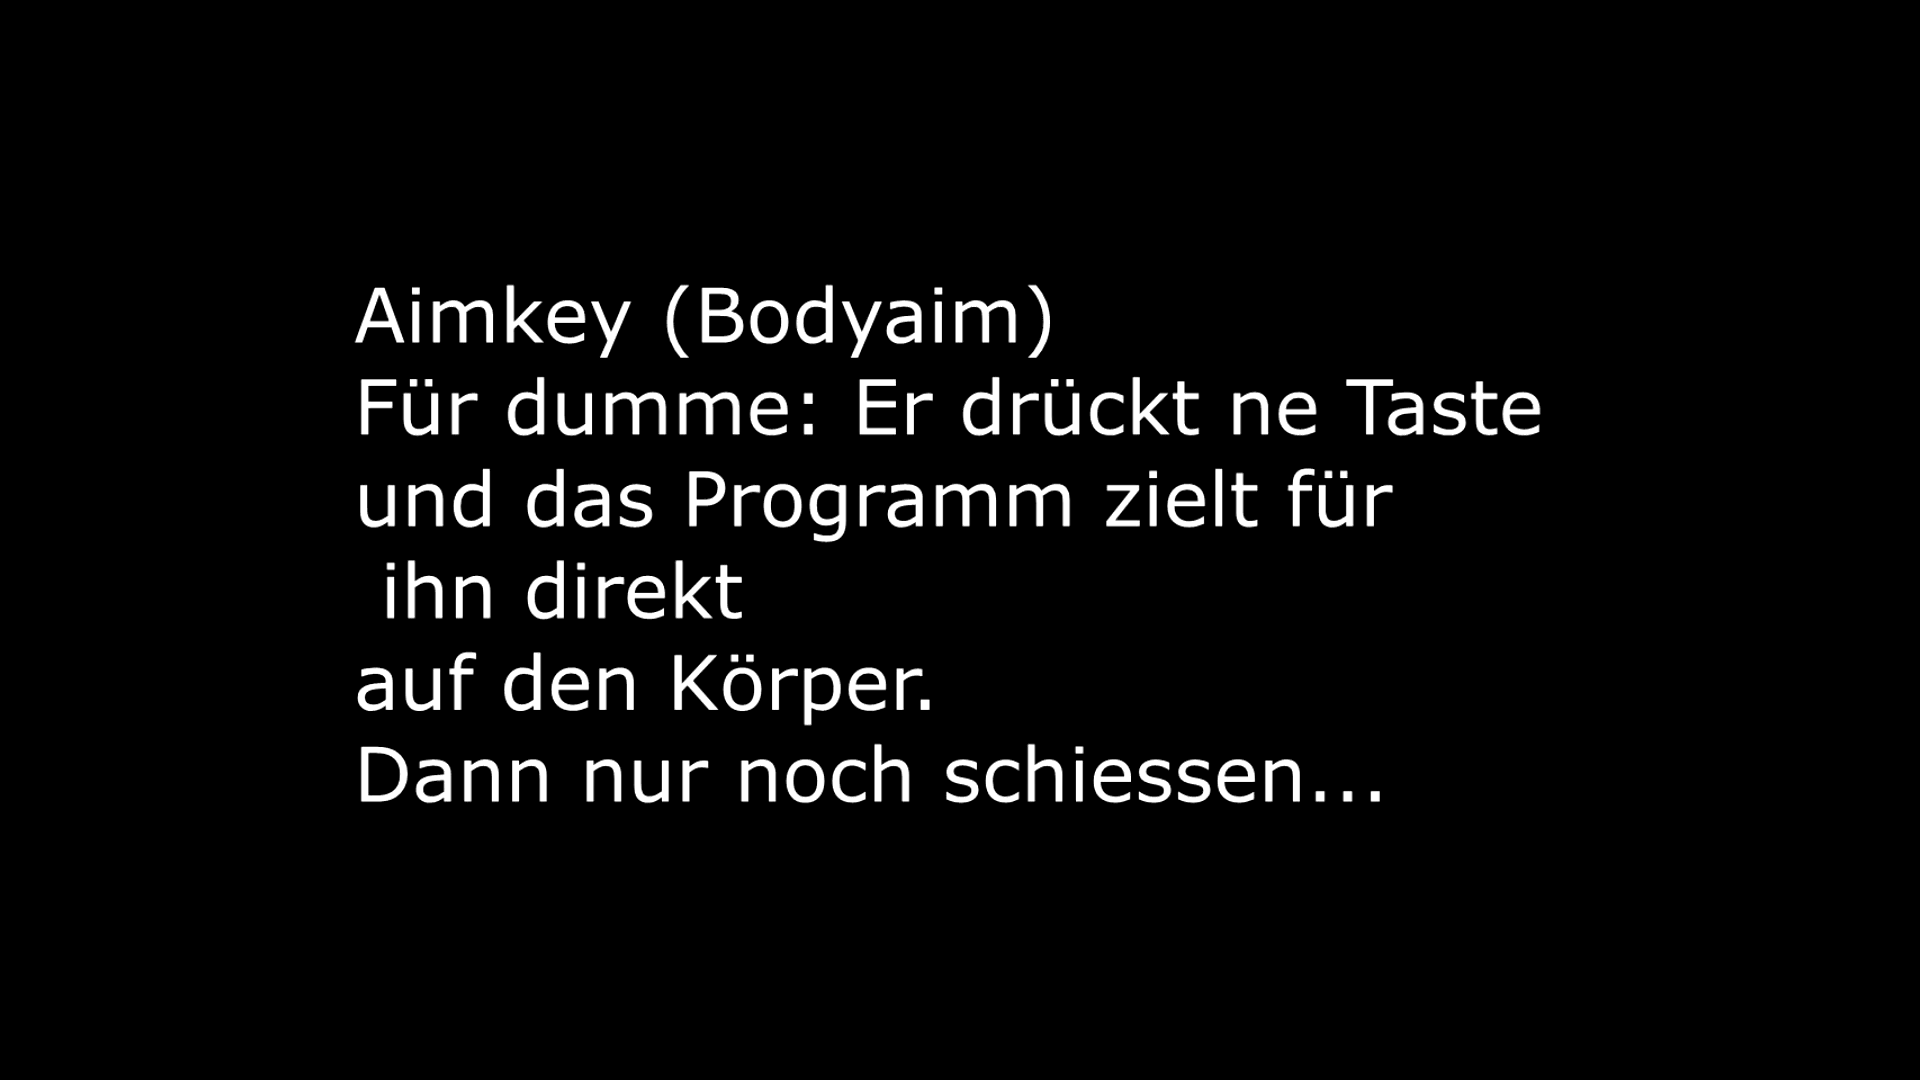 Aimkey (Bodyaim)
Für dumme: Er drückt ne Taste
und das Programm zielt für
ihn direkt
auf den Körper.
Dann nur noch schiessen...